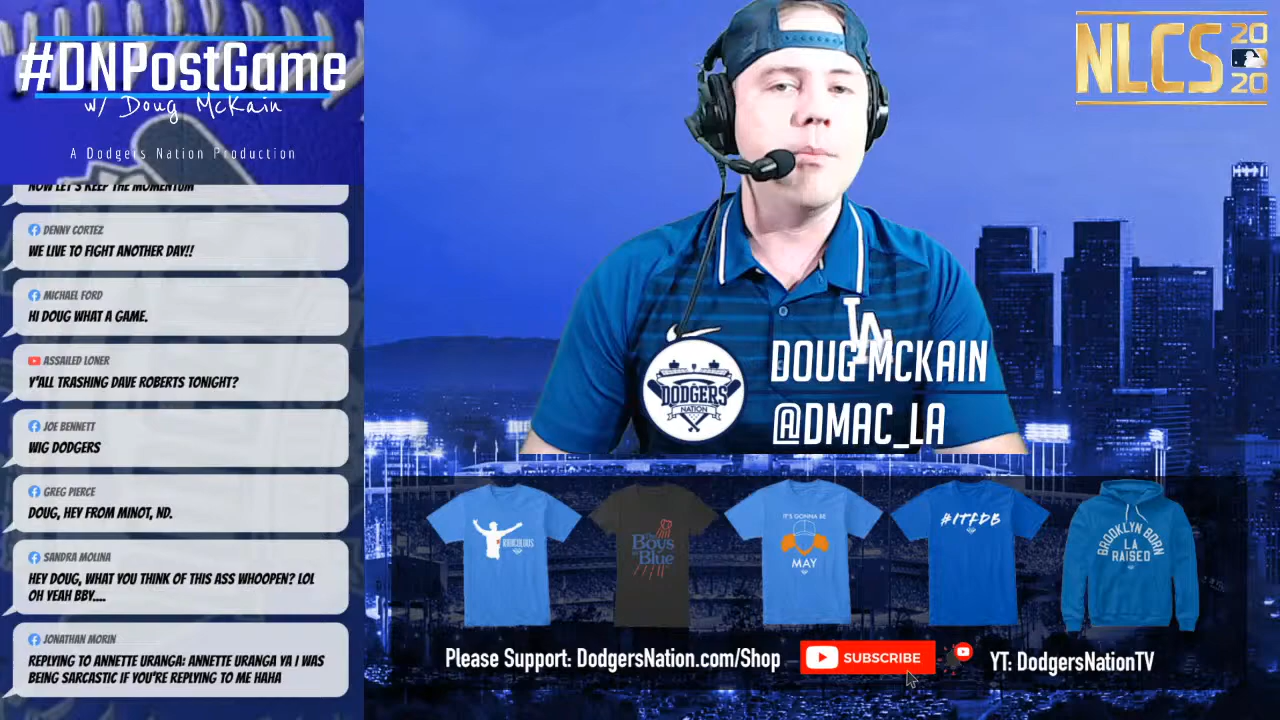 #DNPostGame
w/ Doug McKain
A Dodgers Nation Production
NOW LET'S KEEP THE MOMENTUM
DENNY CORTEZ
WE LIVE TO FIGHT ANOTHER DAY!!
MICHAEL FORD
HI DOUG WHAT A GAME.
ASSAILED LONER
Y'ALL TRASHING DAVE ROBERTS TONIGHT?
JOE BENNETT
WIG DODGERS
GREG PIERCE
DOUG, HEY FROM MINOT, ND.
SANDRA MOLINA
HEY DOUG, WHAT YOU THINK OF THIS ASS WHOOPEN? LOL
OH YEAH BBY....
JONATHAN MORIN
REPLYING TO ANNETTE URANGA: ANNETTE URANGA YA I WAS
BEING SARCASTIC IF YOU'RE REPLYING TO ME HAHA
NLCS
20
20
LA
DODGERS
NATION
DOUG MCKAIN
@DMAC_LA
The
Boys
Blue
IT'S GONNA BE
MAY
#ITFDB
BROOKLYN BORN
LA
RAISED
Please Support: DodgersNation.com/Shop
SUBSCRIBE
YT: DodgersNationTV